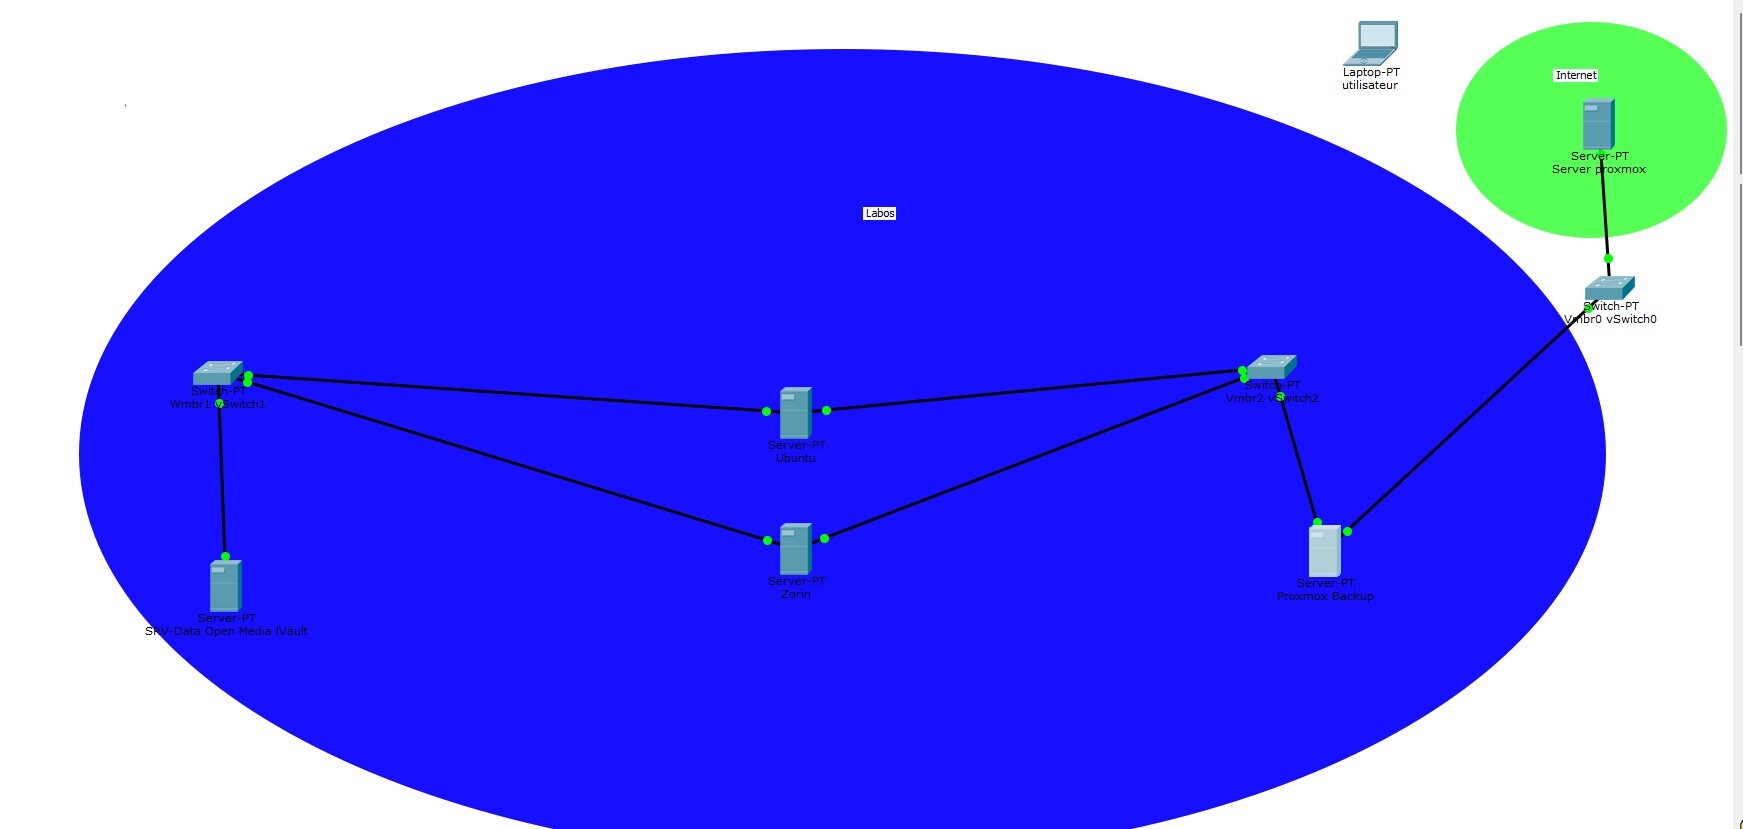 Laptop-PT
utilisateur
Internet
Server-PT
Server proxmox
Labos
Switch-PT
Vmbr0 vSwitch0
Switch-PT
Wmbr1 vSwitch1
Switch-PT
Vmbr2 vSwitch2
Server-PT
Ubuntu
Server-PT
Zorin
Server-PT
Proxmox Backup
Server-PT
SRV-Data Open Media lVault